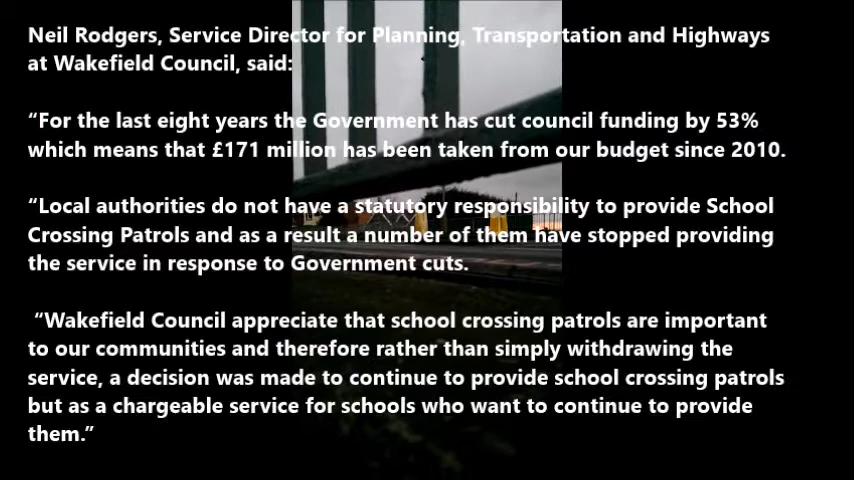 Neil Rodgers, Service Director for Planning, Transportation and Highways
at Wakefield Council, said:
“For the last eight years the Government has cut council funding by 53%
which means that £171 million has been taken from our budget since 2010.
“Local authorities do not have a statutory responsibility to provide School
Crossing Patrols and as a result a number of them have stopped providing
the service in response to Government cuts.
“Wakefield Council appreciate that school crossing patrols are important
to our communities and therefore rather than simply withdrawing the
service, a decision was made to continue to provide school crossing patrols
but as a chargeable service for schools who want to continue to provide
them.”